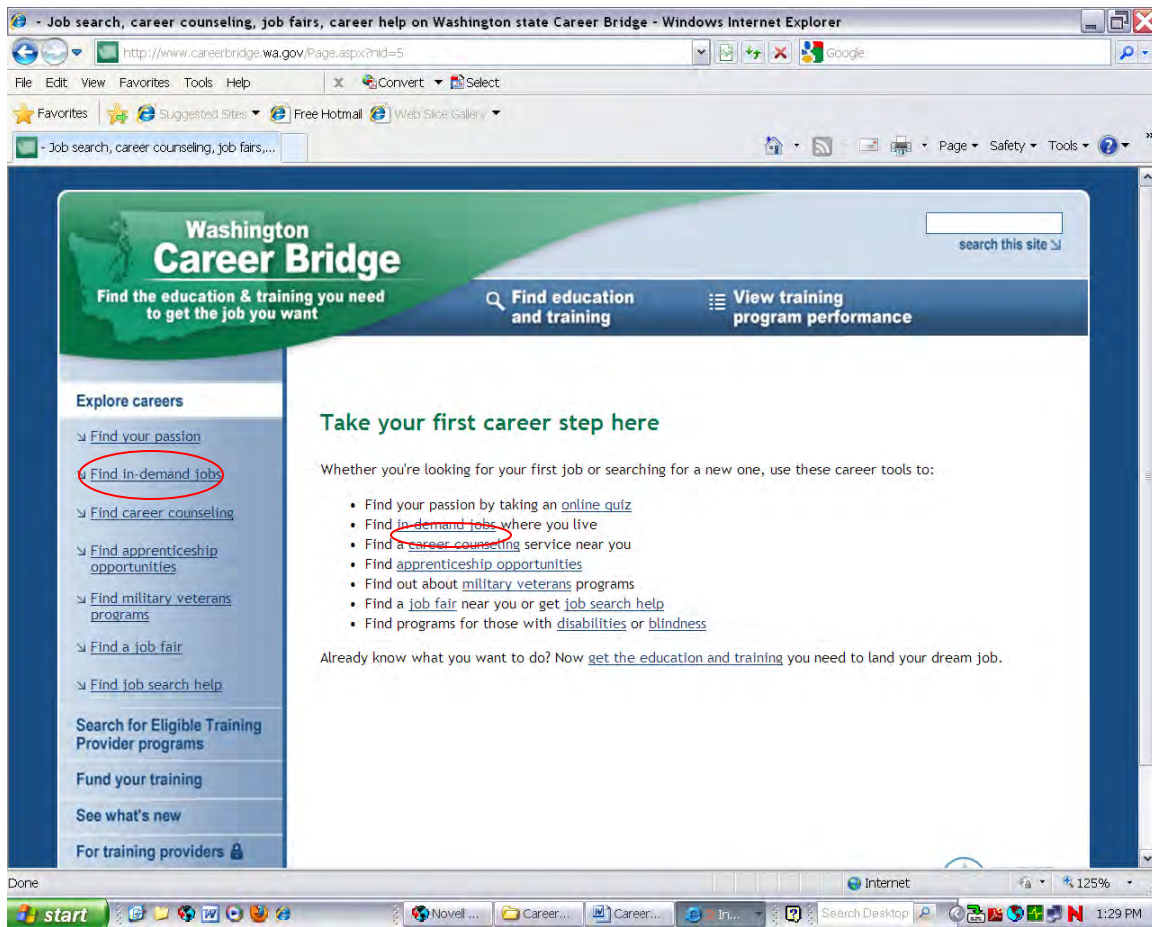 - Job search, career counseling, job fairs, career help on Washington state Career Bridge - Windows Internet Explorer
http://www.careerbridge.wa.gov/Page.aspx?nid=5
Google
File Edit View Favorites Tools Help
x Convert Select
Favorites Suggested Sites Free Hotmail Web Slice Gallery
- Job search, career counseling, job fairs,...
Page Safety Tools
Washington
Career Bridge
Find the education & training you need
to get the job you want
search this site
Find education
and training
View training
program performance
Explore careers
Find your passion
Find in-demand jobs
Find career counseling
Find apprenticeship
opportunities
Find military veterans
programs
Find a job fair
Find job search help
Search for Eligible Training
Provider programs
Fund your training
See what's new
For training providers
Take your first career step here
Whether you're looking for your first job or searching for a new one, use these career tools to:
• Find your passion by taking an online quiz
• Find in-demand jobs where you live
• Find a career counseling service near you
• Find apprenticeship opportunities
• Find out about military veterans programs
• Find a job fair near you or get job search help
• Find programs for those with disabilities or blindness
Already know what you want to do? Now get the education and training you need to land your dream job.
Done
Internet
125%
start
Novell ...
Career...
Career...
In...
Search Desktop
1:29 PM